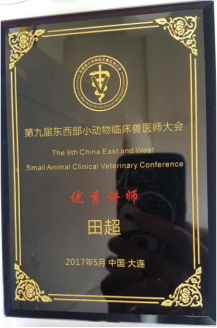 第九届东西部小动物临床兽医师大会
The 9th China East and West
Small Animal Clinical Veterinary Conference
优秀讲师
田超
2017年5月 中国·大连